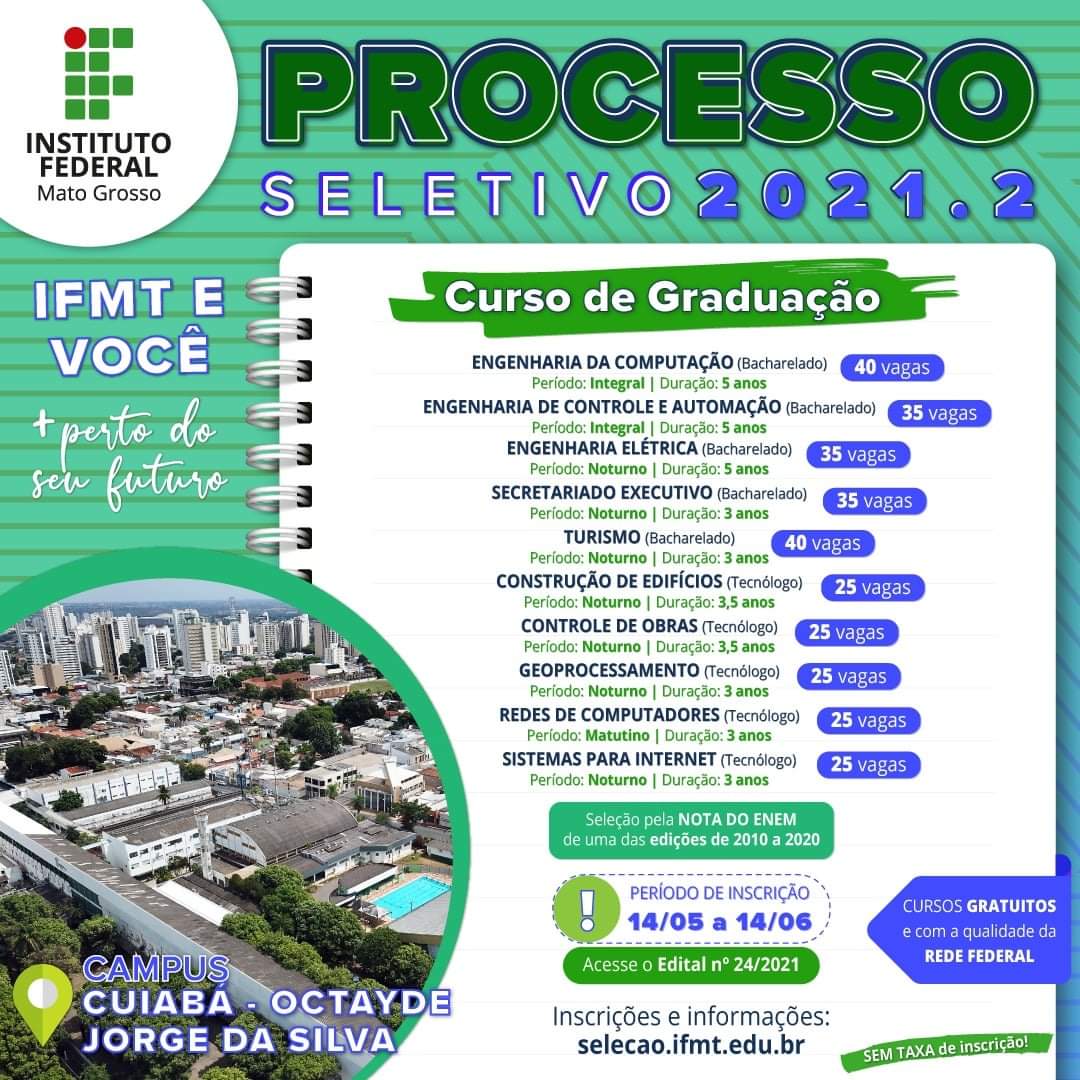 INSTITUTO
FEDERAL
Mato Grosso
PROCESSO
SELETIVO 2021.2
IFMT E
VOCÊ
+ perto do
seu futuro
Curso de Graduação
ENGENHARIA DA COMPUTAÇÃO (Bacharelado) 40 vagas
Período: Integral | Duração: 5 anos
ENGENHARIA DE CONTROLE E AUTOMAÇÃO (Bacharelado) 35 vagas
Período: Integral | Duração: 5 anos
ENGENHARIA ELÉTRICA (Bacharelado) 35 vagas
Período: Noturno | Duração: 5 anos
SECRETARIADO EXECUTIVO (Bacharelado) 35 vagas
Período: Noturno | Duração: 3 anos
TURISMO (Bacharelado) 40 vagas
Período: Noturno | Duração: 3 anos
CONSTRUÇÃO DE EDIFÍCIOS (Tecnólogo) 25 vagas
Período: Noturno | Duração: 3,5 anos
CONTROLE DE OBRAS (Tecnólogo) 25 vagas
Período: Noturno | Duração: 3,5 anos
GEOPROCESSAMENTO (Tecnólogo) 25 vagas
Período: Noturno | Duração: 3 anos
REDES DE COMPUTADORES (Tecnólogo) 25 vagas
Período: Matutino | Duração: 3 anos
SISTEMAS PARA INTERNET (Tecnólogo) 25 vagas
Período: Noturno | Duração: 3 anos
Seleção pela NOTA DO ENEM
de uma das edições de 2010 a 2020
! PERÍODO DE INSCRIÇÃO
14/05 a 14/06
Acesse o Edital nº 24/2021
CURSOS GRATUITOS
e com a qualidade da
REDE FEDERAL
Inscrições e informações:
selecao.ifmt.edu.br
SEM TAXA de inscrição!
CAMPUS
CUIABÁ - OCTAYDE
JORGE DA SILVA